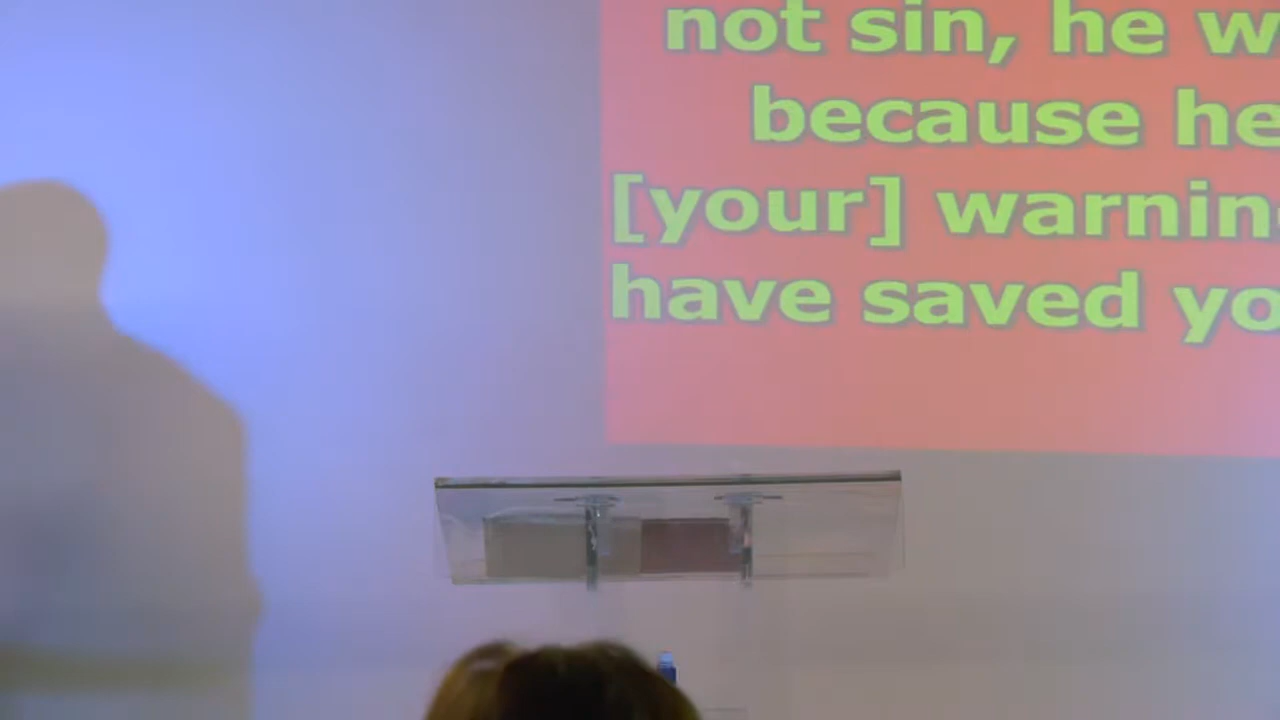 not sin, he w
because he
[your] warnin
have saved yo